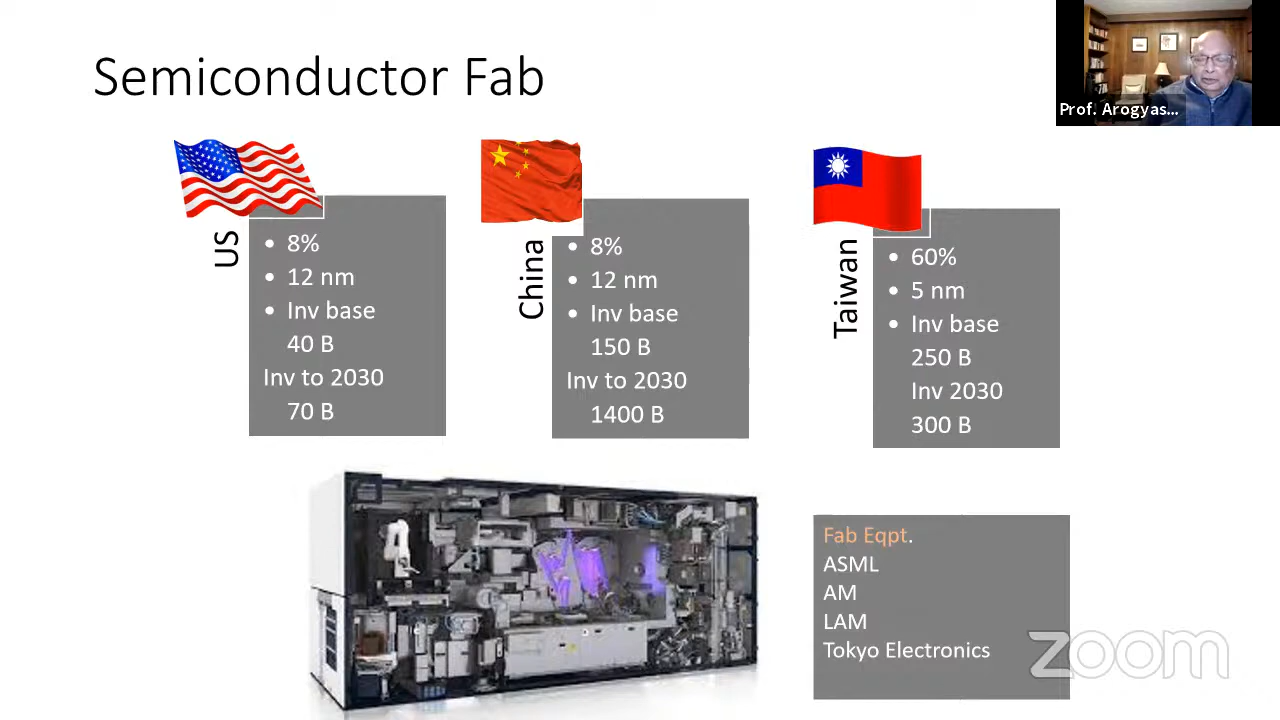 Semiconductor Fab
Prof. Arogyas...
US
• 8%
• 12 nm
• Inv base
40 B
Inv to 2030
70 B
China
• 8%
• 12 nm
• Inv base
150 B
Inv to 2030
1400 B
Taiwan
• 60%
• 5 nm
• Inv base
250 B
Inv 2030
300 B
Fab Eqpt.
ASML
AM
LAM
Tokyo Electronics
zoom